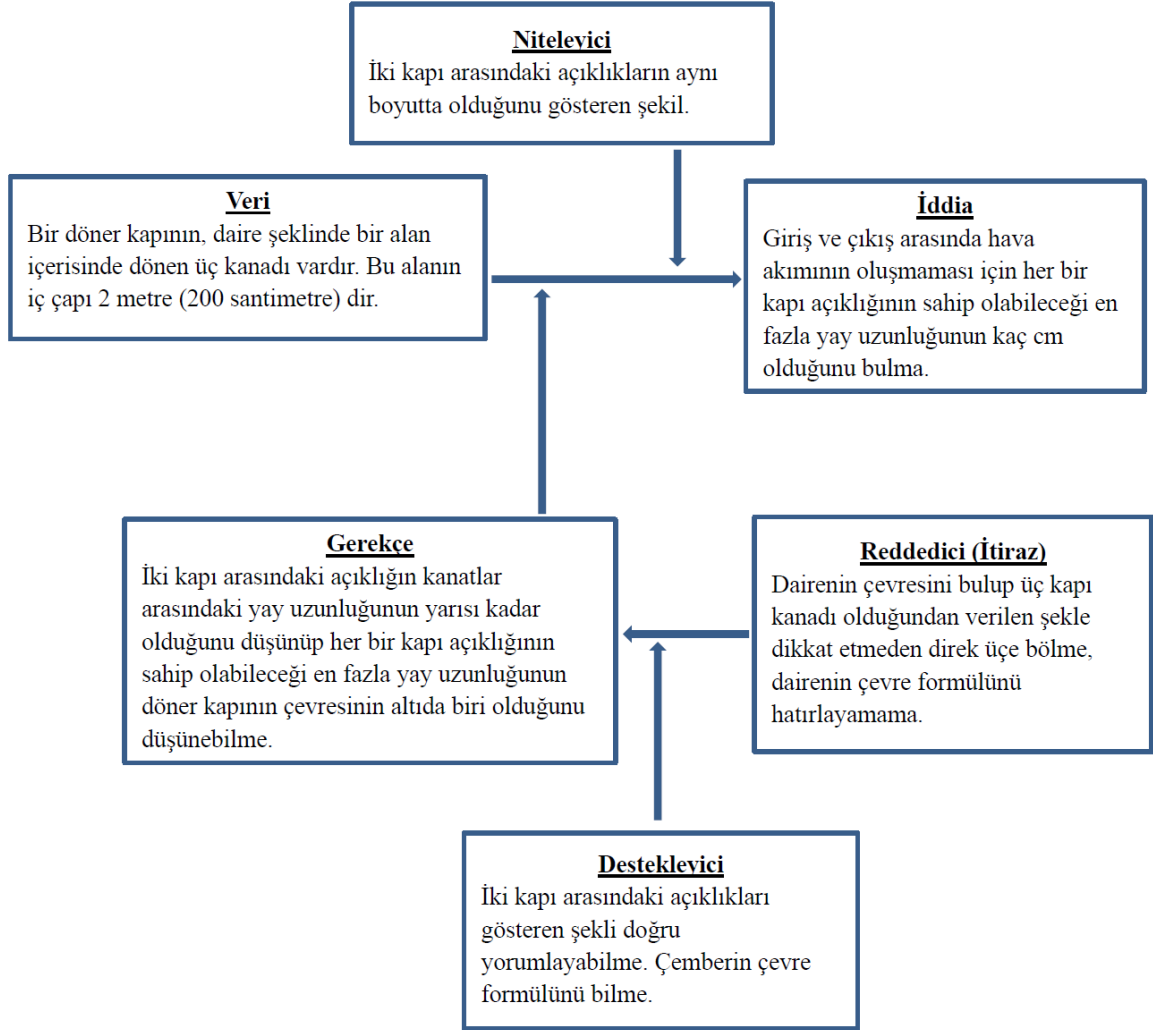 Niteleyici
İki kapı arasındaki açıklıkların aynı
boyutta olduğunu gösteren şekil.
Veri
Bir döner kapının, daire şeklinde bir alan
içerisinde dönen üç kanadı vardır. Bu alanın
iç çapı 2 metre (200 santimetre) dir.
İddia
Giriş ve çıkış arasında hava
akımının oluşmaması için her bir
kapı açıklığının sahip olabileceği en
fazla yay uzunluğunun kaç cm
olduğunu bulma.
Gerekçe
İki kapı arasındaki açıklığın kanatlar
arasındaki yay uzunluğunun yarısı kadar
olduğunu düşünüp her bir kapı açıklığının
sahip olabileceği en fazla yay uzunluğunun
döner kapının çevresinin altıda biri olduğunu
düşünebilme.
Reddedici (İtiraz)
Dairenin çevresini bulup üç kapı
kanadı olduğundan verilen şekle
dikkat etmeden direk üçe bölme,
dairenin çevre formülünü
hatırlayamama.
Destekleyici
İki kapı arasındaki açıklıkları
gösteren şekli doğru
yorumlayabilme. Çemberin çevre
formülünü bilme.